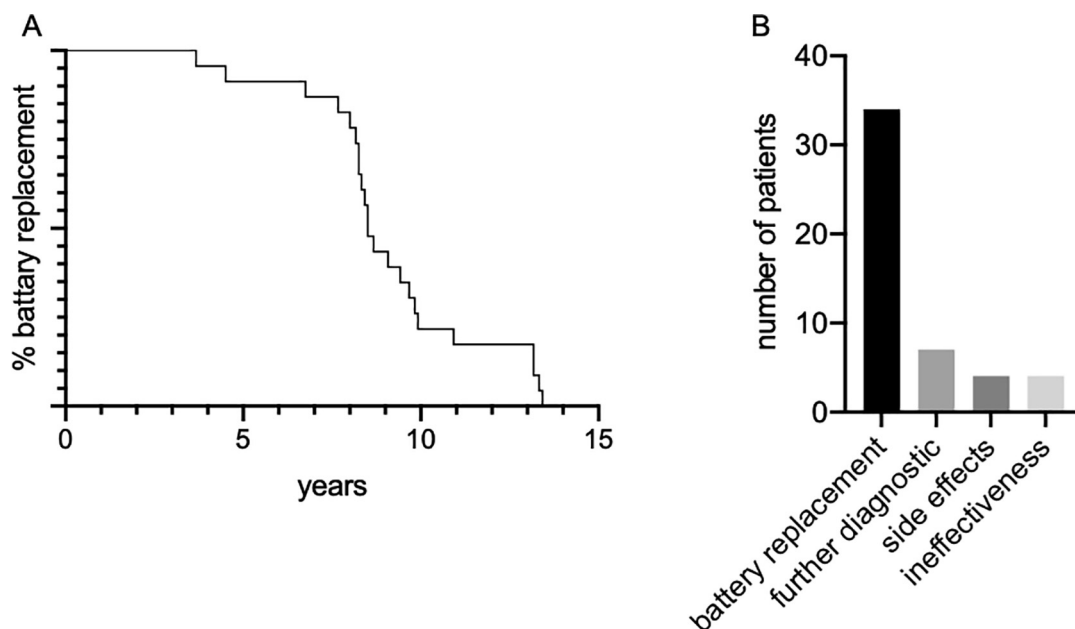 A
% battary replacement
0
5
10
15
years
B
number of patients
40
30
20
10
0
battery replacement
further diagnostic
side effects
ineffectiveness